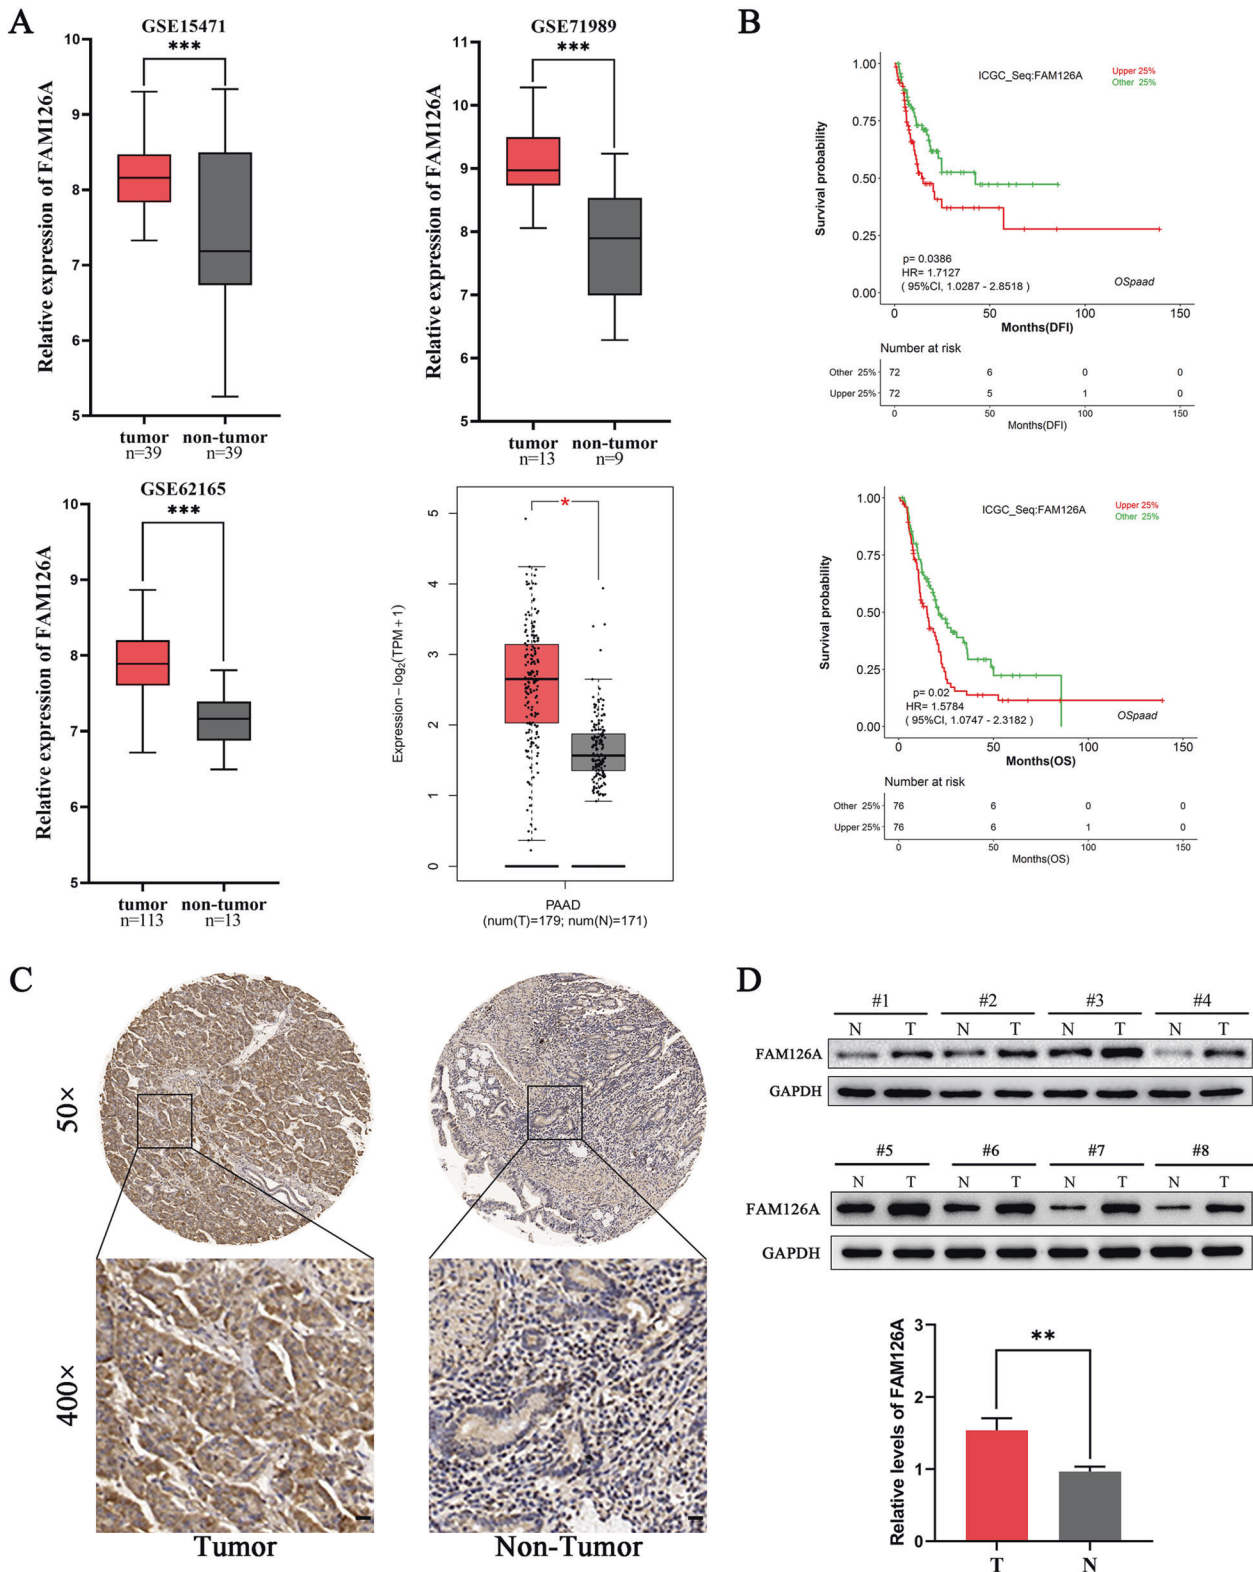 A
GSE15471
***
Relative expression of FAM126A
10
9
8
7
6
5
tumor
n=39
non-tumor
n=39
GSE71989
***
Relative expression of FAM126A
11
10
9
8
7
6
5
tumor
n=13
non-tumor
n=9
GSE62165
***
Relative expression of FAM126A
10
9
8
7
6
5
tumor
n=113
non-tumor
n=13
*
Expression−log2(TPM+1)
5
4
3
2
1
0
PAAD
(num(T)=179; num(N)=171)
B
ICGC_Seq:FAM126A
Upper 25%
Other 25%
Survival probability
1.00
0.75
0.50
0.25
0.00
p= 0.0386
HR= 1.7127
( 95%CI, 1.0287 - 2.8518 )
OSpaad
0 50 100 150
Months(DFI)
Number at risk
Other 25% 72 6 0 0
Upper 25% 72 5 1 0
0 50 100 150
Months(DFI)
ICGC_Seq:FAM126A
Upper 25%
Other 25%
Survival probability
1.00
0.75
0.50
0.25
0.00
p= 0.02
HR= 1.5784
( 95%CI, 1.0747 - 2.3182 )
OSpaad
0 50 100 150
Months(OS)
Number at risk
Other 25% 76 6 0 0
Upper 25% 76 6 1 0
0 50 100 150
Months(OS)
C
50×
400×
Tumor
Non-Tumor
D
#1 #2 #3 #4
N T N T N T N T
FAM126A
GAPDH
#5 #6 #7 #8
N T N T N T N T
FAM126A
GAPDH
**
Relative levels of FAM126A
3
2
1
0
T N